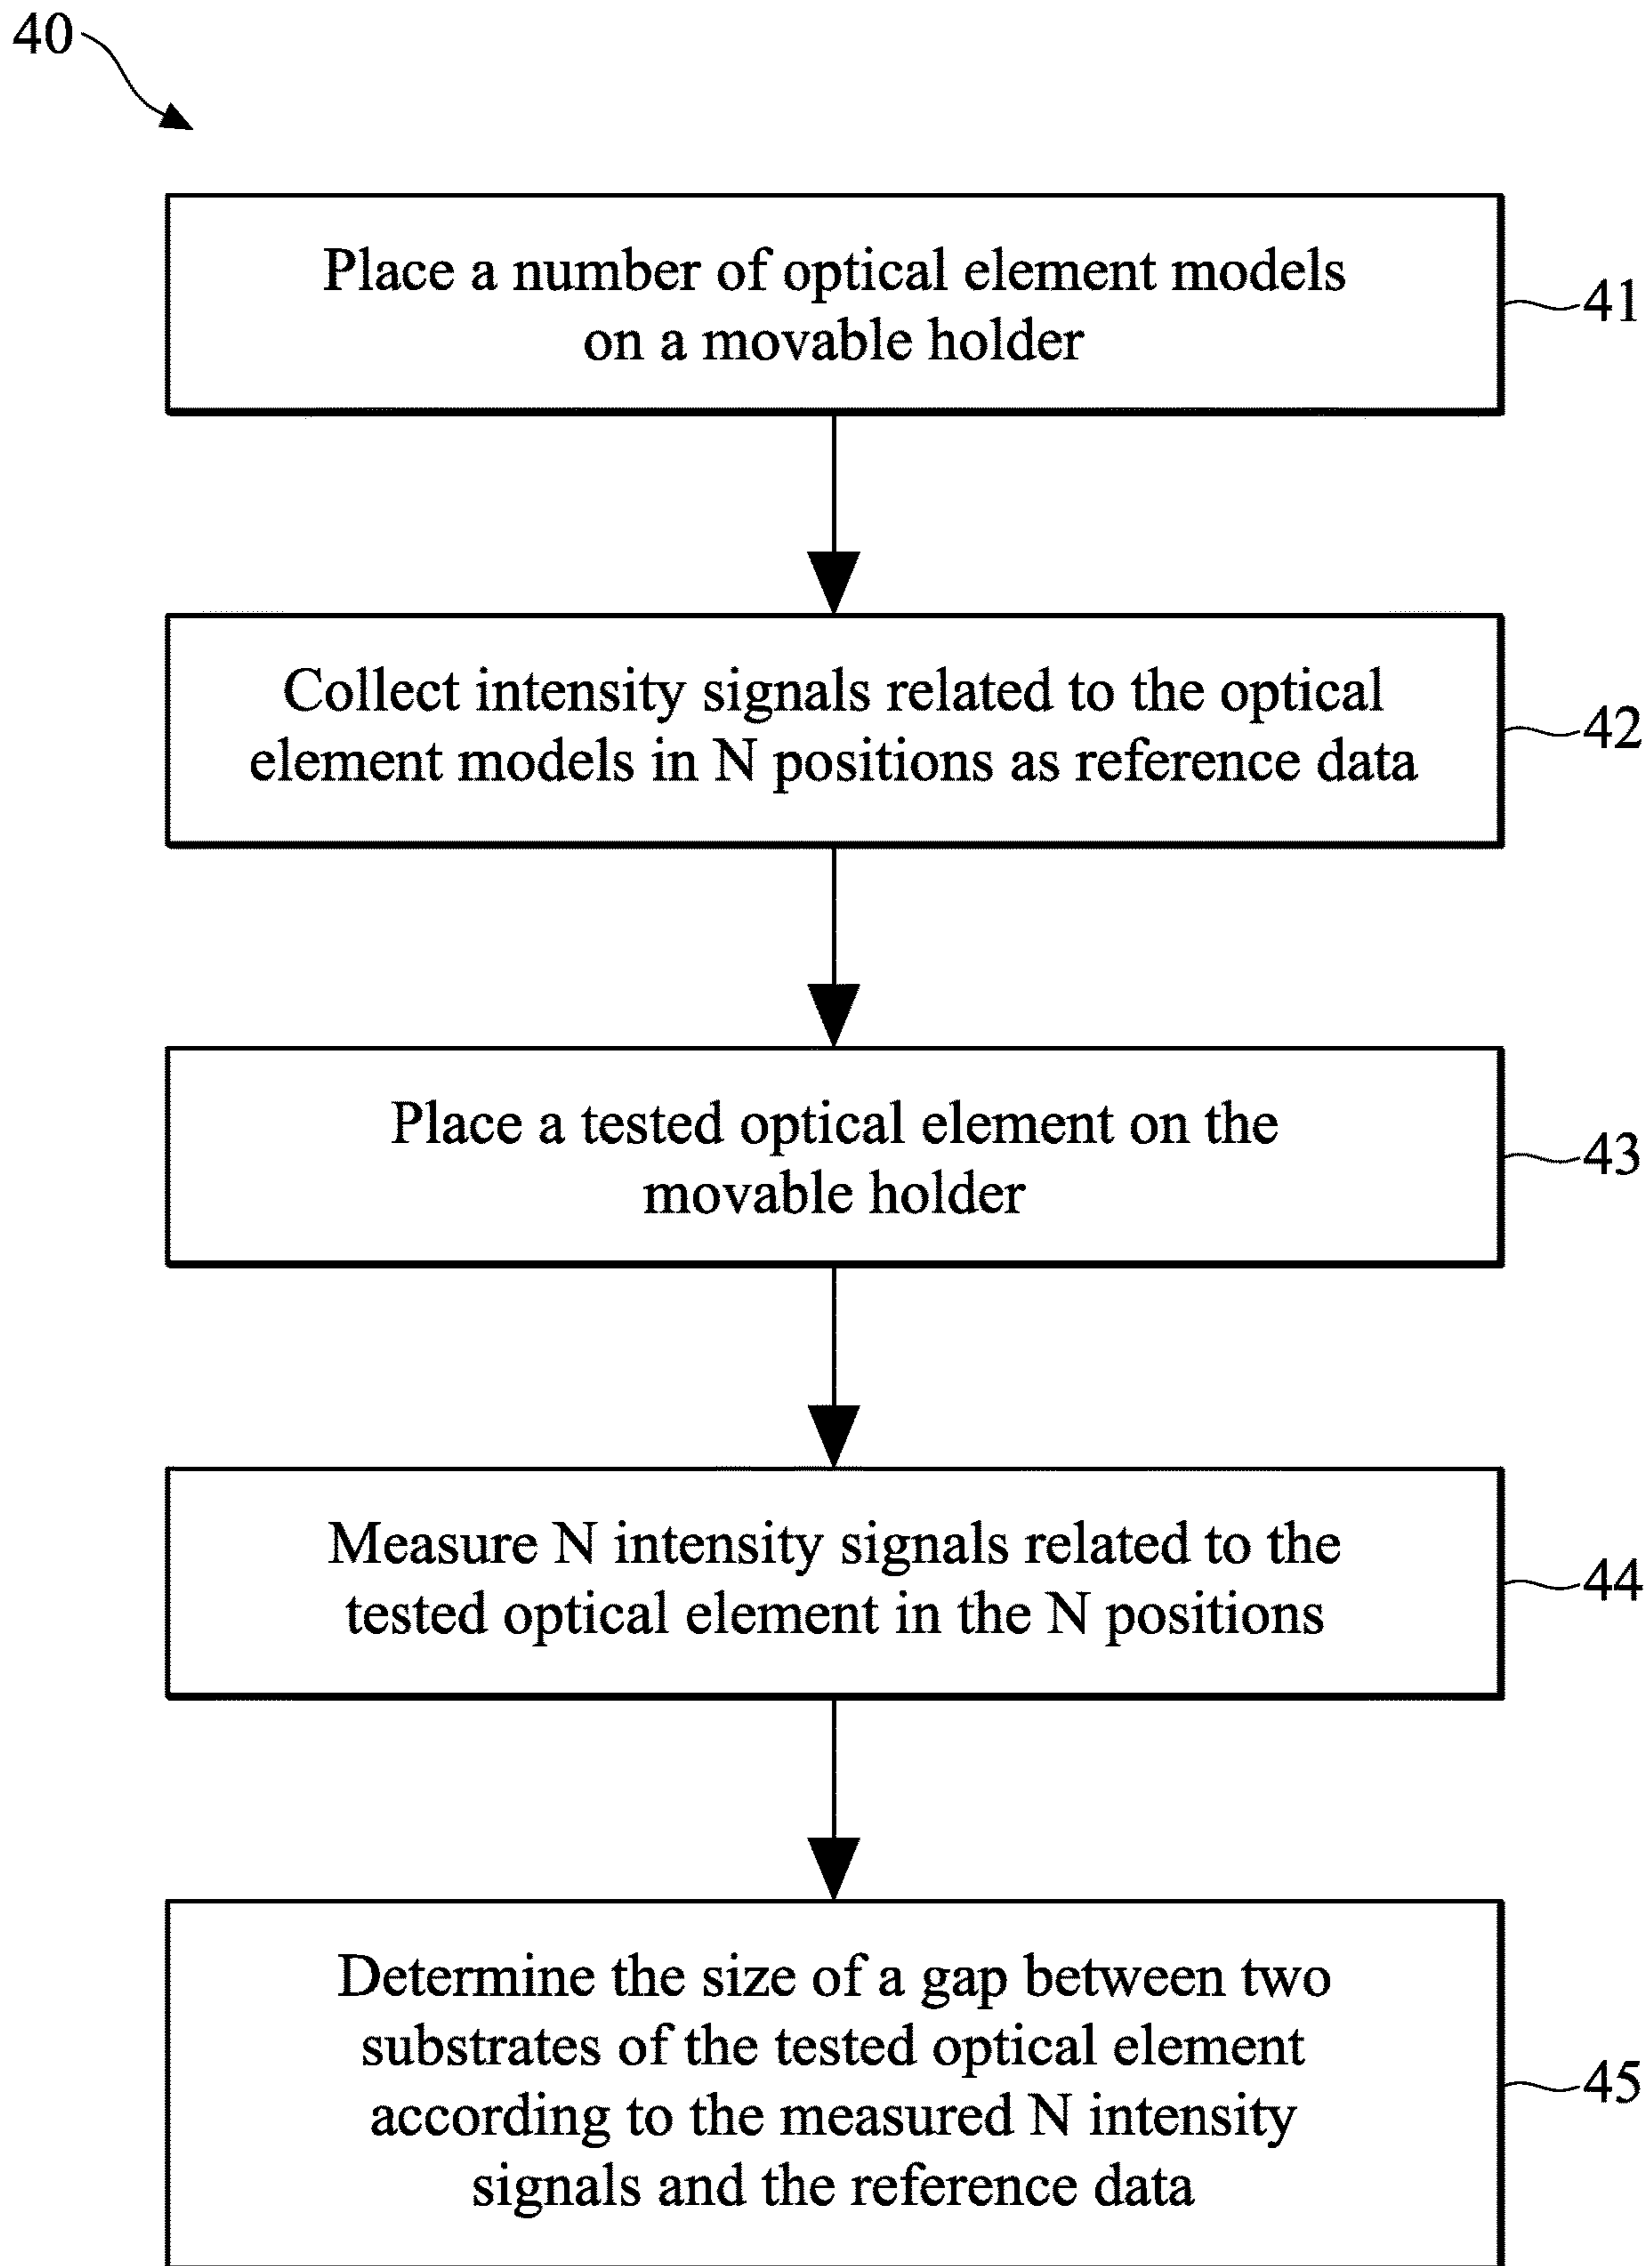 40
Place a number of optical element models
on a movable holder
41
Collect intensity signals related to the optical
element models in N positions as reference data
42
Place a tested optical element on the
movable holder
43
Measure N intensity signals related to the
tested optical element in the N positions
44
Determine the size of a gap between two
substrates of the tested optical element
according to the measured N intensity
signals and the reference data
45